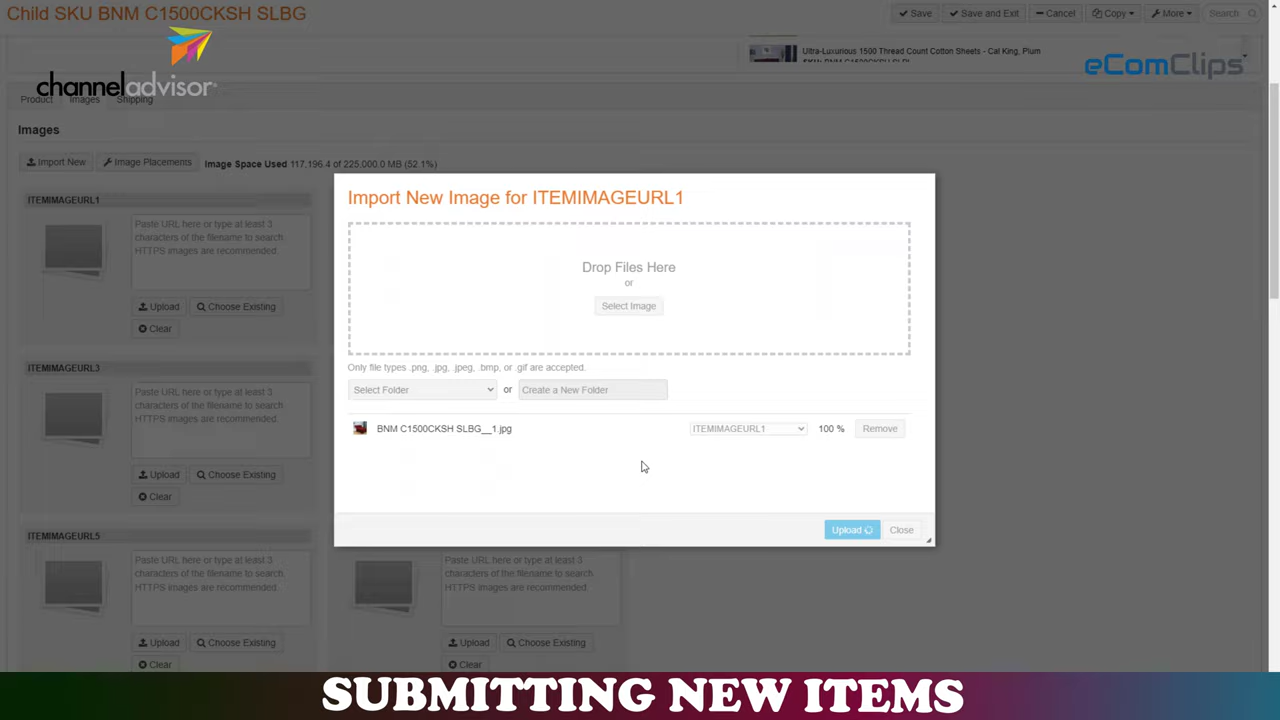 Child SKU BNM C1500CKSH SLBG
Save
Save and Exit
Cancel
Copy
More
Search
channeladvisor
Ultra-Luxurious 1500 Thread Count Cotton Sheets - Cal King, Plum
eComClips
Product
Images
Shipping
Images
Import New
Image Placements
Image Space Used 117,196.4 of 225,000.0 MB (52.1%)
ITEMIMAGEURL1
Paste URL here or type at least 3
characters of the filename to search.
HTTPS images are recommended.
Upload
Choose Existing
Clear
ITEMIMAGEURL3
Paste URL here or type at least 3
characters of the filename to search.
HTTPS images are recommended.
Upload
Choose Existing
Clear
ITEMIMAGEURL5
Paste URL here or type at least 3
characters of the filename to search.
HTTPS images are recommended.
Upload
Choose Existing
Clear
Paste URL here or type at least 3
characters of the filename to search.
HTTPS images are recommended.
Upload
Choose Existing
Clear
Import New Image for ITEMIMAGEURL1
Drop Files Here
or
Select Image
Only file types .png, .jpg, .jpeg, .bmp, or .gif are accepted.
Select Folder
or
Create a New Folder
BNM C1500CKSH SLBG__1.jpg
ITEMIMAGEURL1
100 %
Remove
Upload
Close
SUBMITTING NEW ITEMS